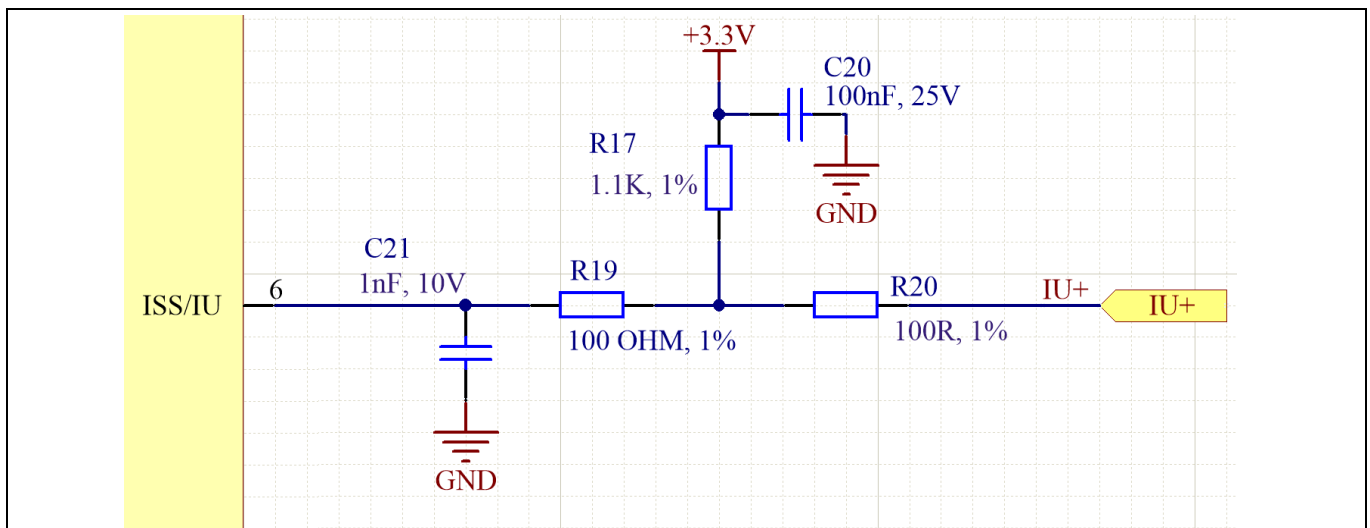 +3.3V
C20
100nF, 25V
R17
1.1K, 1%
GND
C21
1nF, 10V
R19
100 OHM, 1%
R20
100R, 1%
IU+
IU+
ISS/IU
6
GND